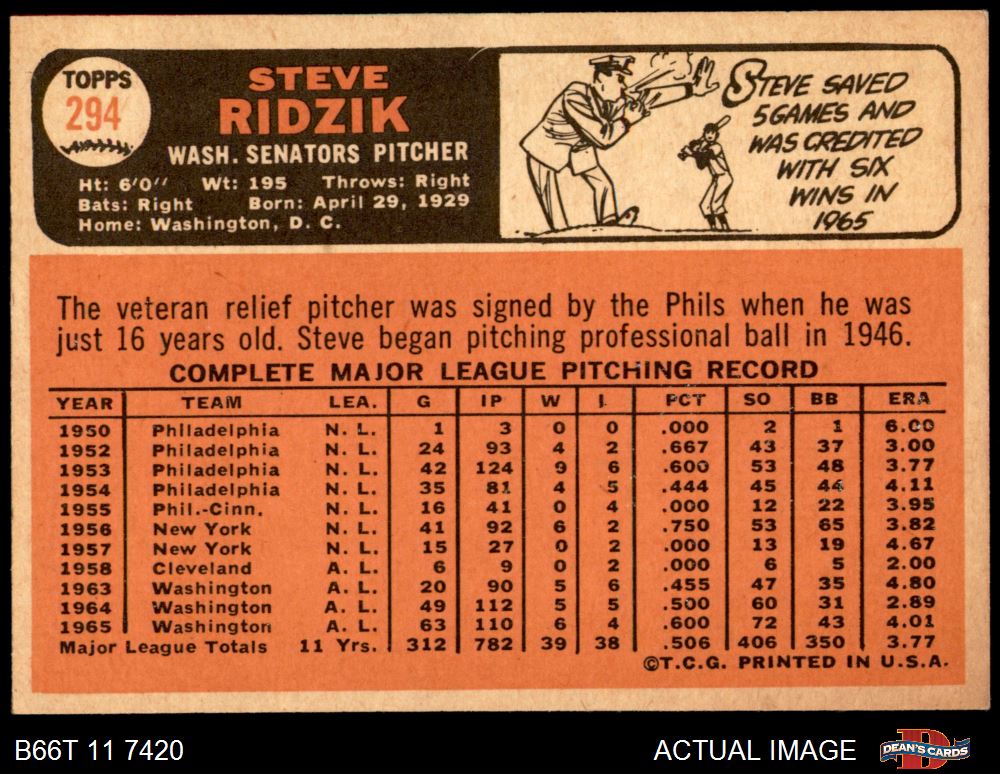 TOPPS
294
STEVE
RIDZIK
WASH. SENATORS PITCHER
Ht: 6'0'' Wt: 195 Throws: Right
Bats: Right Born: April 29, 1929
Home: Washington, D. C.
STEVE SAVED
5 GAMES AND
WAS CREDITED
WITH SIX
WINS IN
1965
The veteran relief pitcher was signed by the Phils when he was
just 16 years old. Steve began pitching professional ball in 1946.
COMPLETE MAJOR LEAGUE PITCHING RECORD
YEAR TEAM LEA. G IP W L PCT SO BB ERA
1950 Philadelphia N. L. 1 3 0 0 .000 2 1 6.00
1952 Philadelphia N. L. 24 93 4 2 .667 43 37 3.00
1953 Philadelphia N. L. 42 124 9 6 .600 53 48 3.77
1954 Philadelphia N. L. 35 81 4 5 .444 45 44 4.11
1955 Phil.-Cinn. N. L. 16 41 0 4 .000 12 22 3.95
1956 New York N. L. 41 92 6 2 .750 53 65 3.82
1957 New York N. L. 15 27 0 2 .000 13 19 4.67
1958 Cleveland A. L. 6 9 0 2 .000 6 5 2.00
1963 Washington A. L. 20 90 5 6 .455 47 35 4.80
1964 Washington A. L. 49 112 5 5 .500 60 31 2.89
1965 Washington A. L. 63 110 6 4 .600 72 43 4.01
Major League Totals 11 Yrs. 312 782 39 38 .506 406 350 3.77
©T.C.G. PRINTED IN U.S.A.
B66T 11 7420
ACTUAL IMAGE
DEAN'S CARDS